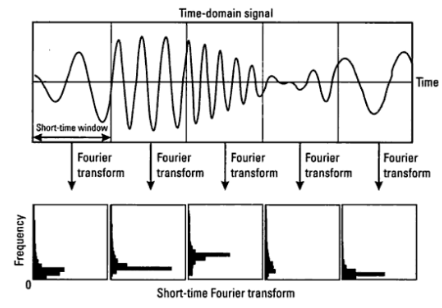 Time-domain signal
Time
Short-time window
Fourier transform
Fourier transform
Fourier transform
Fourier transform
Fourier transform
Frequency
0
Short-time Fourier transform